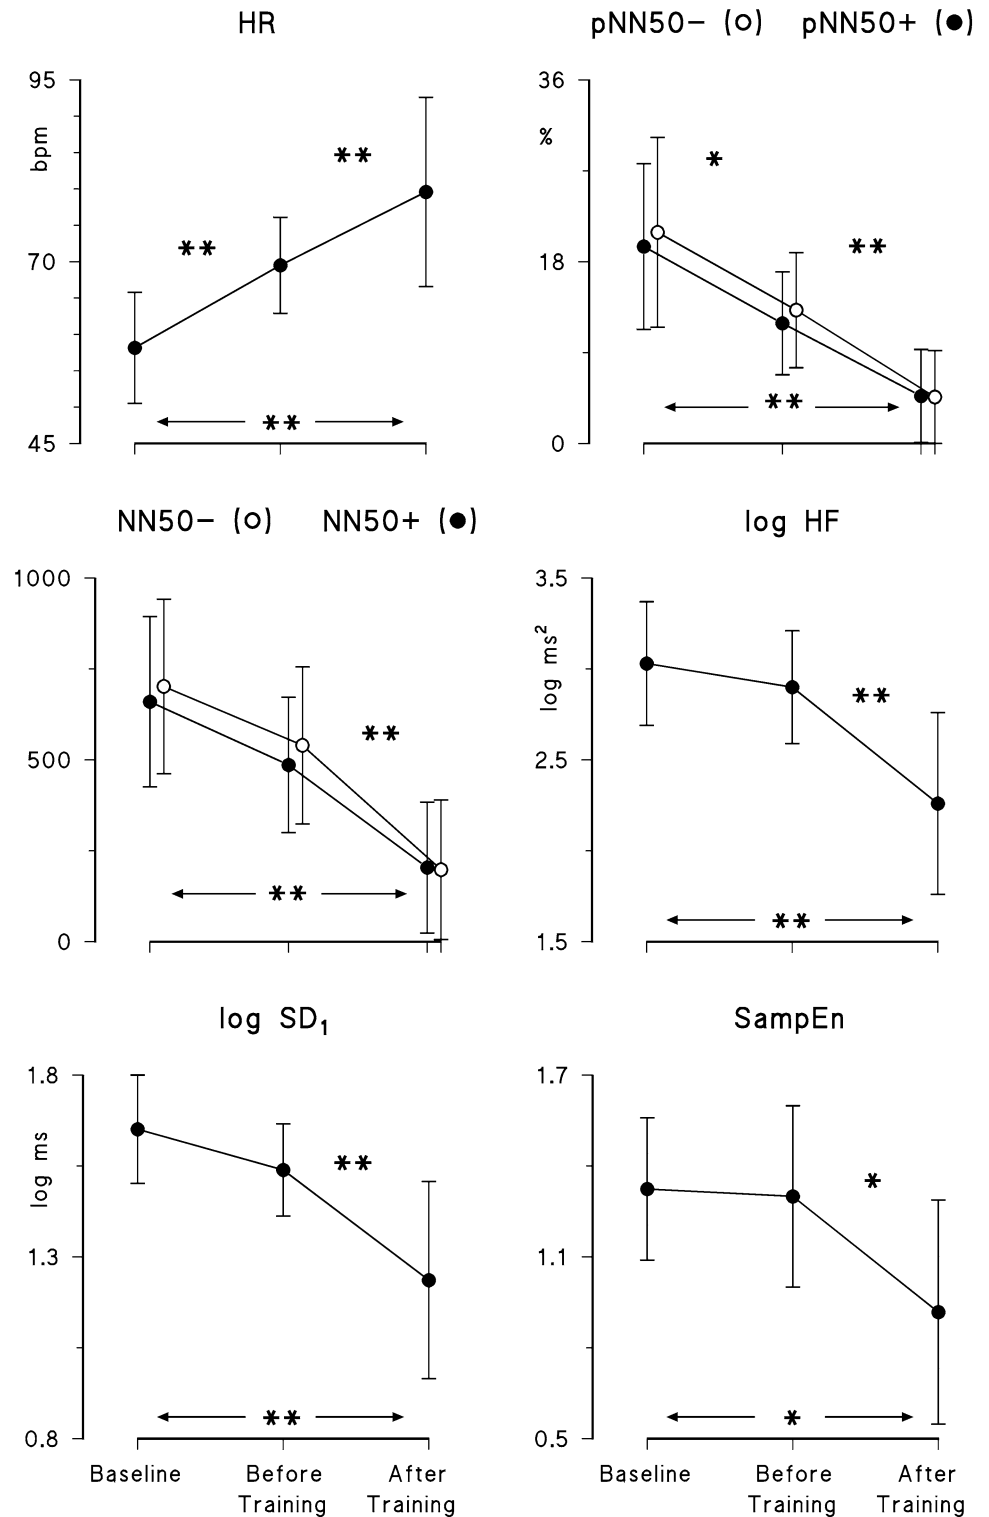 HR
pNN50- (○) pNN50+ (●)
95
bpm
**
70
**
45
**
36
%
*
18
**
0
**
NN50- (○) NN50+ (●)
log HF
1000
500
**
0
**
3.5
log ms²
2.5
**
1.5
**
log SD₁
SampEn
1.8
log ms
**
1.3
0.8
**
1.7
*
1.1
0.5
*
Baseline Before After
Training Training
Baseline Before After
Training Training